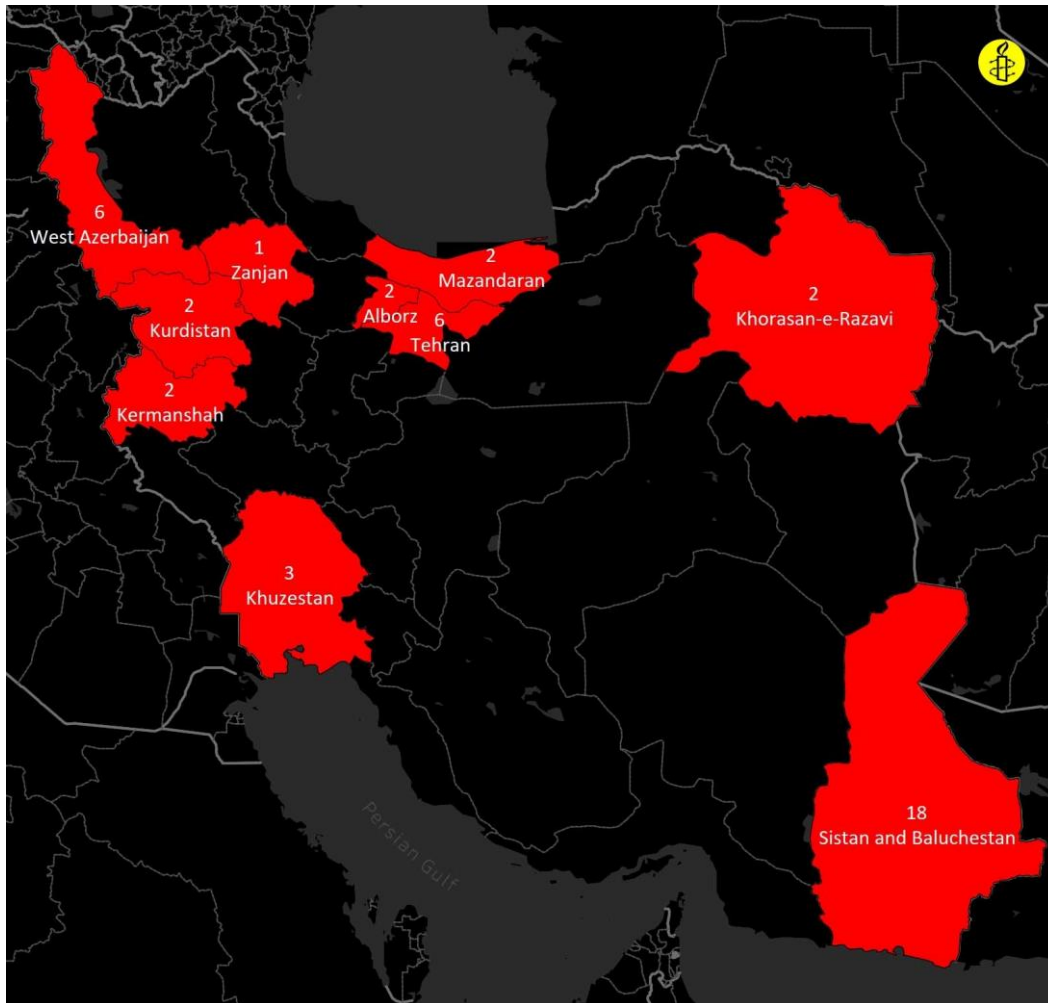 6
West Azerbaijan
1
Zanjan
2
Mazandaran
2
Alborz
6
Tehran
2
Kurdistan
2
Kermanshah
2
Khorasan-e-Razavi
3
Khuzestan
18
Sistan and Baluchestan
Persian Gulf